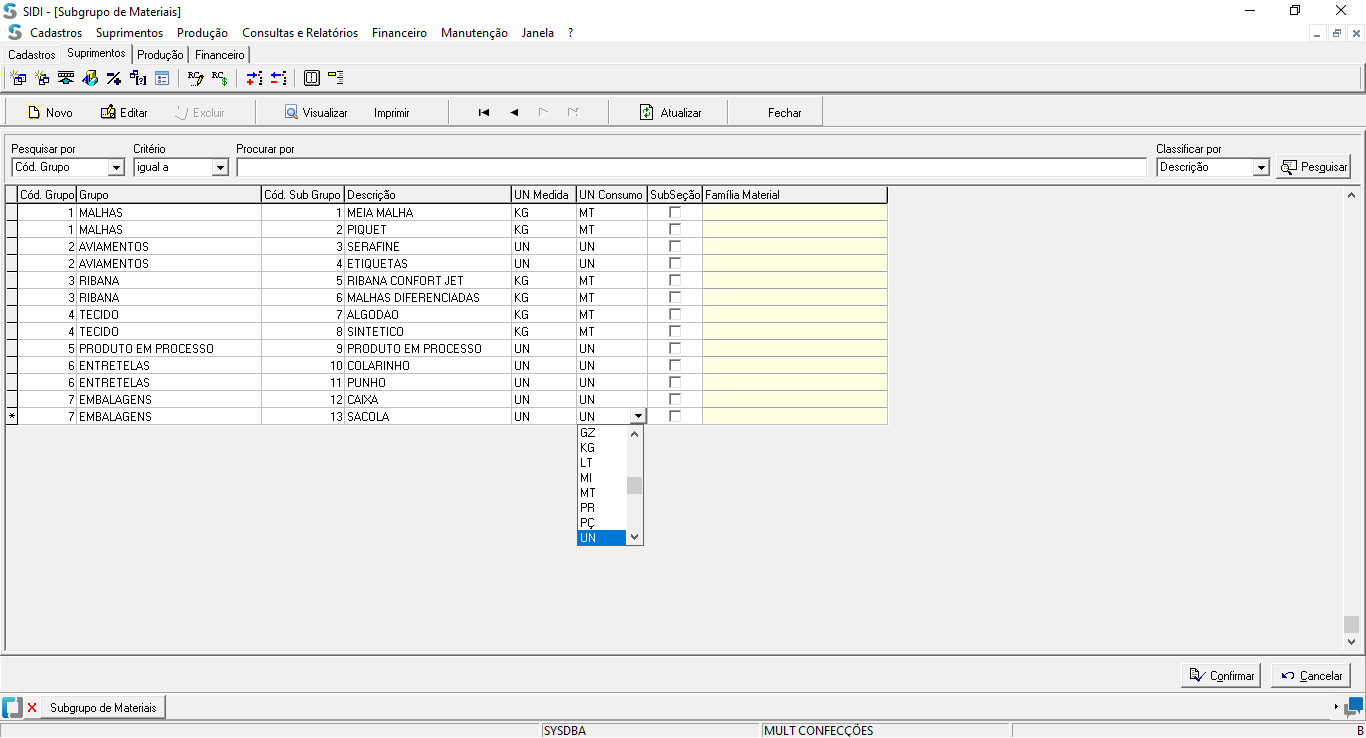 SIDI - [Subgrupo de Materiais]
Cadastros Suprimentos Produção Consultas e Relatórios Financeiro Manutenção Janela ?
Cadastros Suprimentos Produção Financeiro
Novo Editar Excluir Visualizar Imprimir Atualizar Fechar
Pesquisar por Critério Procurar por Classificar por
Cód. Grupo igual a Descrição Pesquisar
Cód. Grupo Grupo Cód. Sub Grupo Descrição UN Medida UN Consumo SubSeção Família Material
1 MALHAS 1 MEIA MALHA KG MT
1 MALHAS 2 PIQUET KG MT
2 AVIAMENTOS 3 SERAFINE UN UN
2 AVIAMENTOS 4 ETIQUETAS UN UN
3 RIBANA 5 RIBANA CONFORT JET KG MT
3 RIBANA 6 MALHAS DIFERENCIADAS KG MT
4 TECIDO 7 ALGODAO KG MT
4 TECIDO 8 SINTETICO KG MT
5 PRODUTO EM PROCESSO 9 PRODUTO EM PROCESSO UN UN
6 ENTRETELAS 10 COLARINHO UN UN
6 ENTRETELAS 11 PUNHO UN UN
7 EMBALAGENS 12 CAIXA UN UN
* 7 EMBALAGENS 13 SACOLA UN UN
GZ
KG
LT
MI
MT
PR
PÇ
UN
Confirmar Cancelar
Subgrupo de Materiais
SYSDBA MULT CONFECÇÕES B